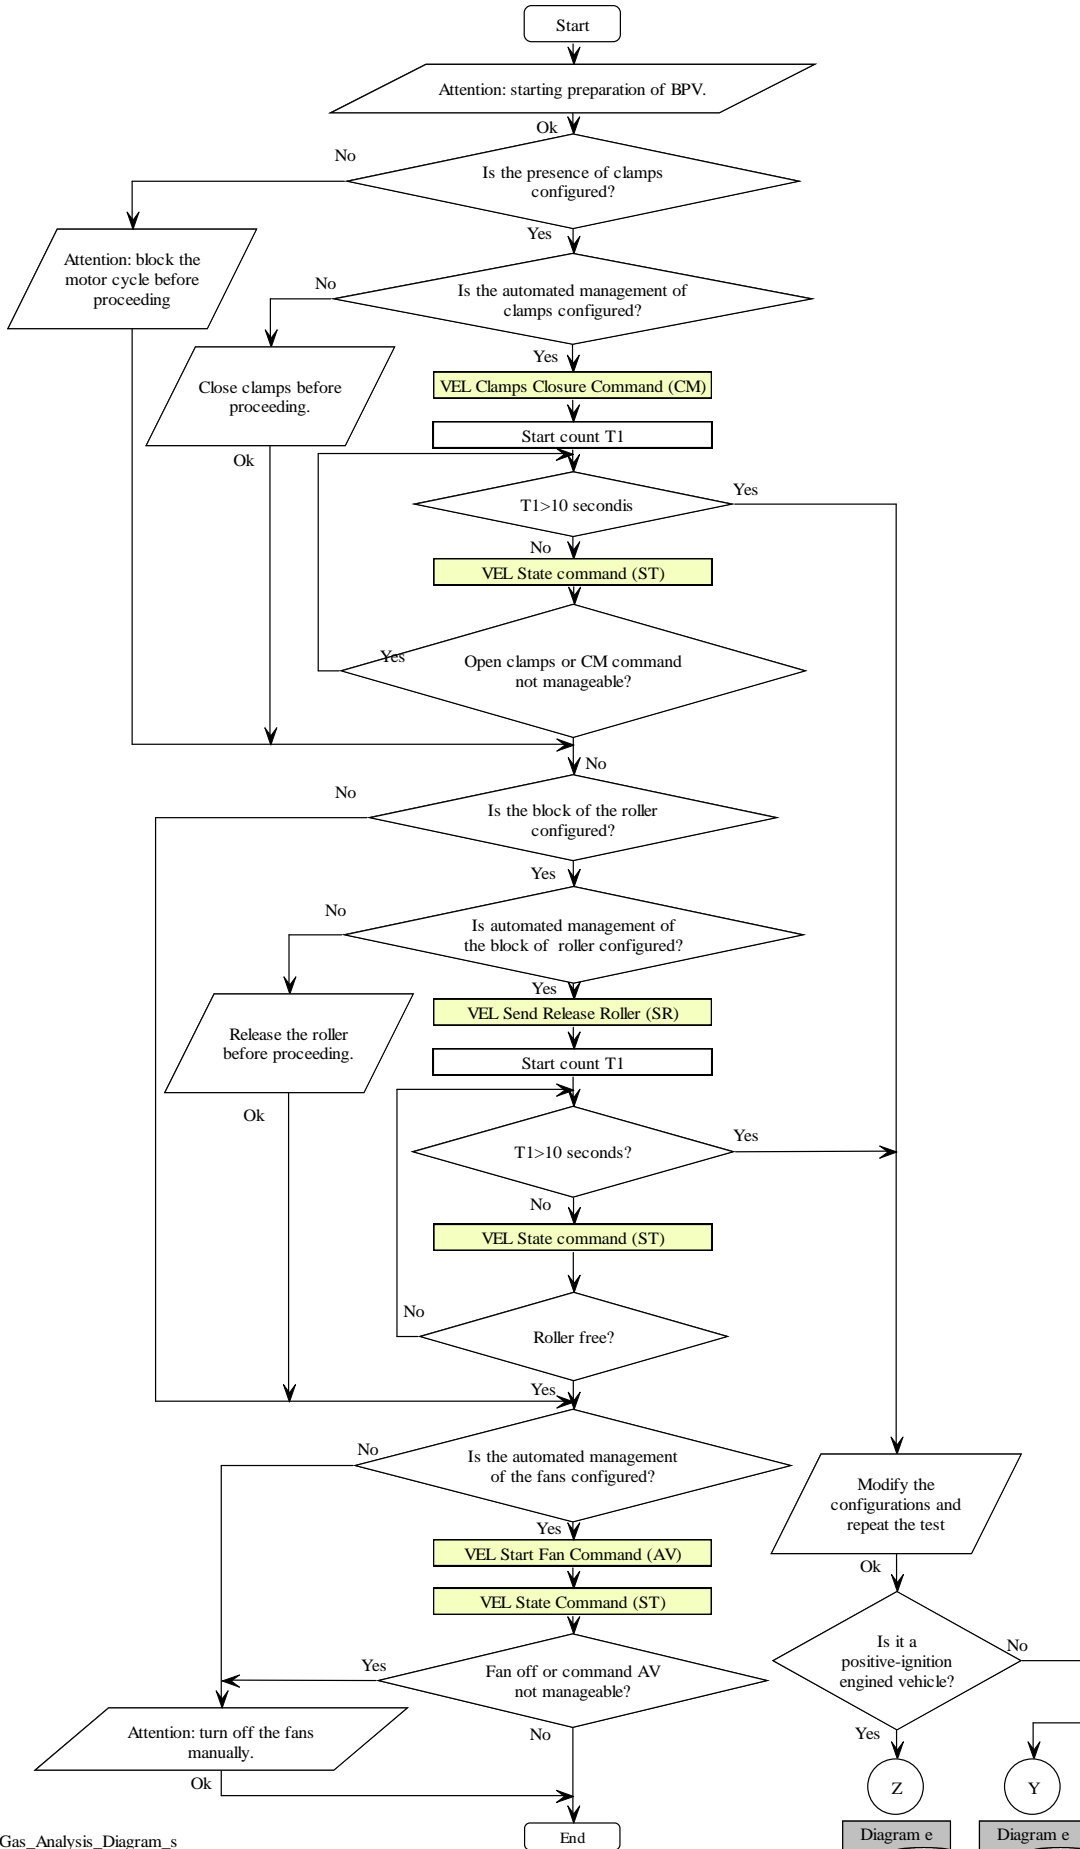 Start
Attention: starting preparation of BPV.
Ok
No
Is the presence of clamps
configured?
Yes
Attention: block the
motor cycle before
proceeding
No
Is the automated management of
clamps configured?
Yes
Close clamps before
proceeding.
Ok
VEL Clamps Closure Command (CM)
Start count T1
T1>10 secondis
Yes
No
VEL State command (ST)
Yes
Open clamps or CM command
not manageable?
No
No
Is the block of the roller
configured?
Yes
No
Is automated management of
the block of  roller configured?
Yes
Release the roller
before proceeding.
Ok
VEL Send Release Roller (SR)
Start count T1
T1>10 seconds?
Yes
No
VEL State command (ST)
No
Roller free?
Yes
No
Is the automated management
of the fans configured?
Yes
Modify the
configurations and
repeat the test
Ok
VEL Start Fan Command (AV)
VEL State Command (ST)
Yes
Fan off or command AV
not manageable?
No
Is it a
positive-ignition
engined vehicle?
No
Yes
Attention: turn off the fans
manually.
Ok
Z
Y
End
Diagram e
Diagram e
Gas_Analysis_Diagram_s